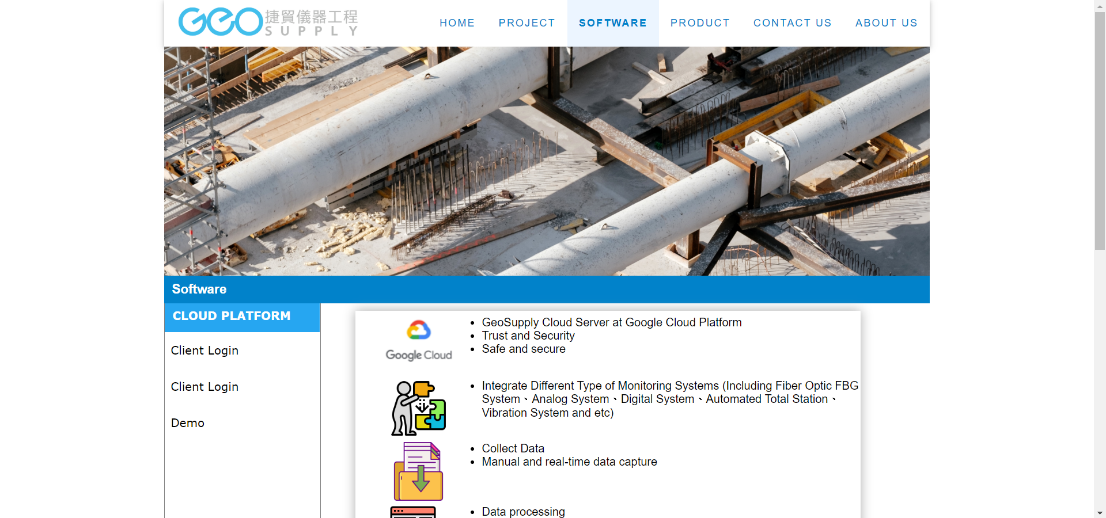 GEO 捷貿儀器工程
SUPPLY
HOME
PROJECT
SOFTWARE
PRODUCT
CONTACT US
ABOUT US
Software
CLOUD PLATFORM
Client Login
Client Login
Demo
Google Cloud
• GeoSupply Cloud Server at Google Cloud Platform
• Trust and Security
• Safe and secure
• Integrate Different Type of Monitoring Systems (Including Fiber Optic FBG
System、Analog System、Digital System、Automated Total Station、
Vibration System and etc)
• Collect Data
• Manual and real-time data capture
• Data processing